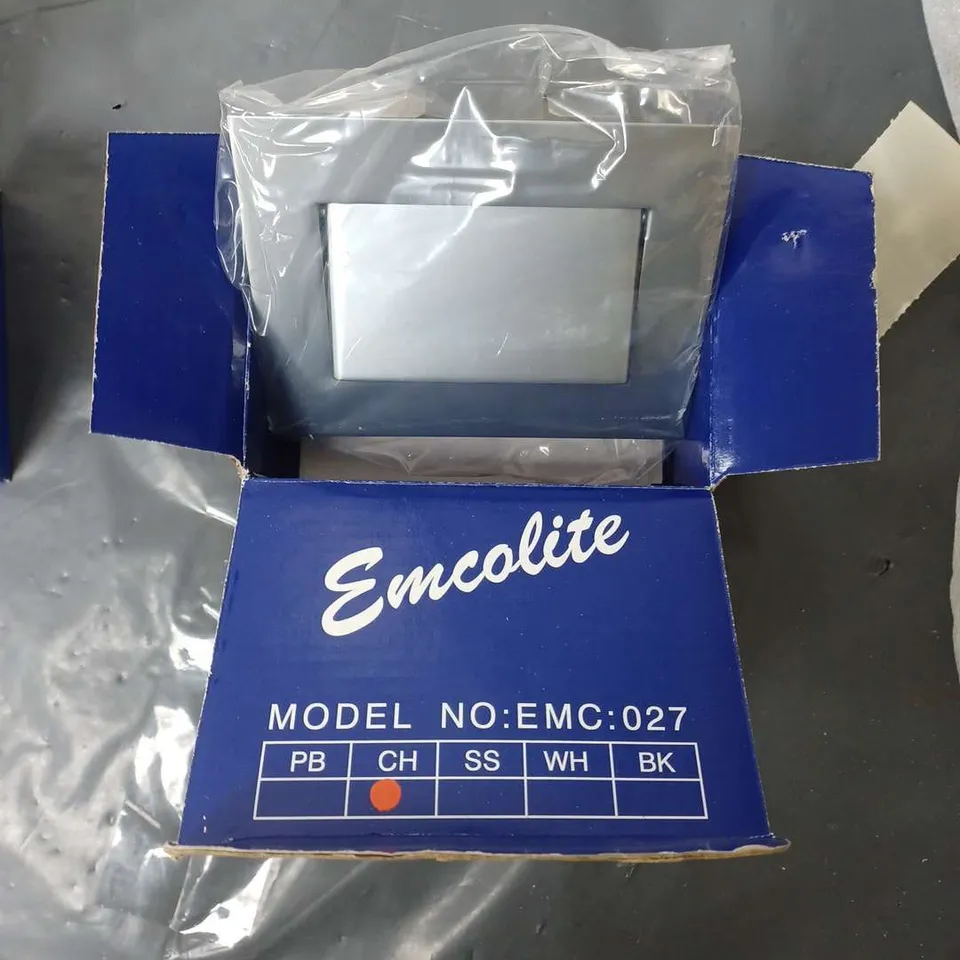 Emcolite
MODEL NO:EMC:027
PB CH SS WH BK